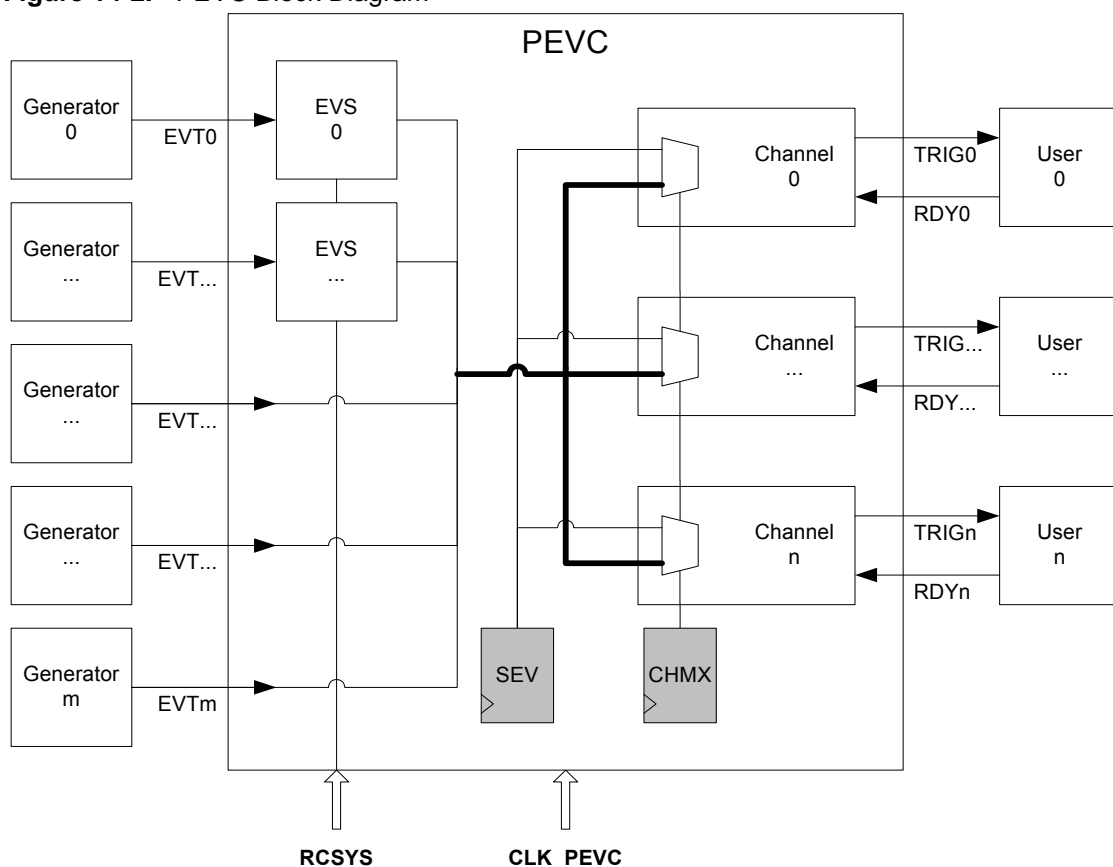 Figure 14-2. PEVC Block Diagram
PEVC
Generator
0
EVT0
EVS
0
Channel
0
TRIG0
RDY0
User
0
Generator
...
EVT...
EVS
...
Generator
...
EVT...
Channel
...
TRIG...
RDY...
User
...
Generator
...
EVT...
Channel
n
TRIGn
RDYn
User
n
Generator
m
EVTm
SEV
CHMX
RCSYS
CLK_PEVC